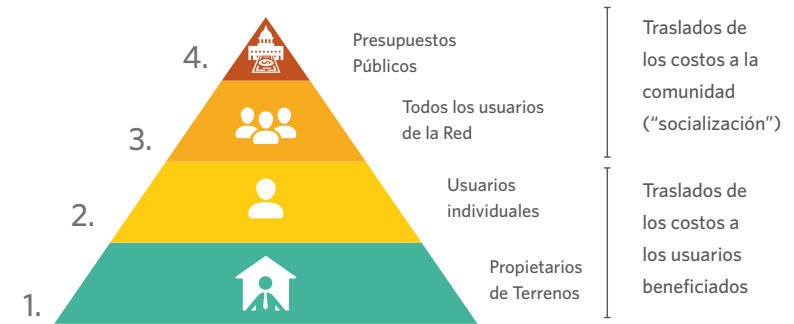 4.
Presupuestos
Públicos
3.
Todos los usuarios
de la Red
Traslados de
los costos a la
comunidad
(“socialización”)
2.
Usuarios
individuales
1.
Propietarios
de Terrenos
Traslados de
los costos a
los usuarios
beneficiados